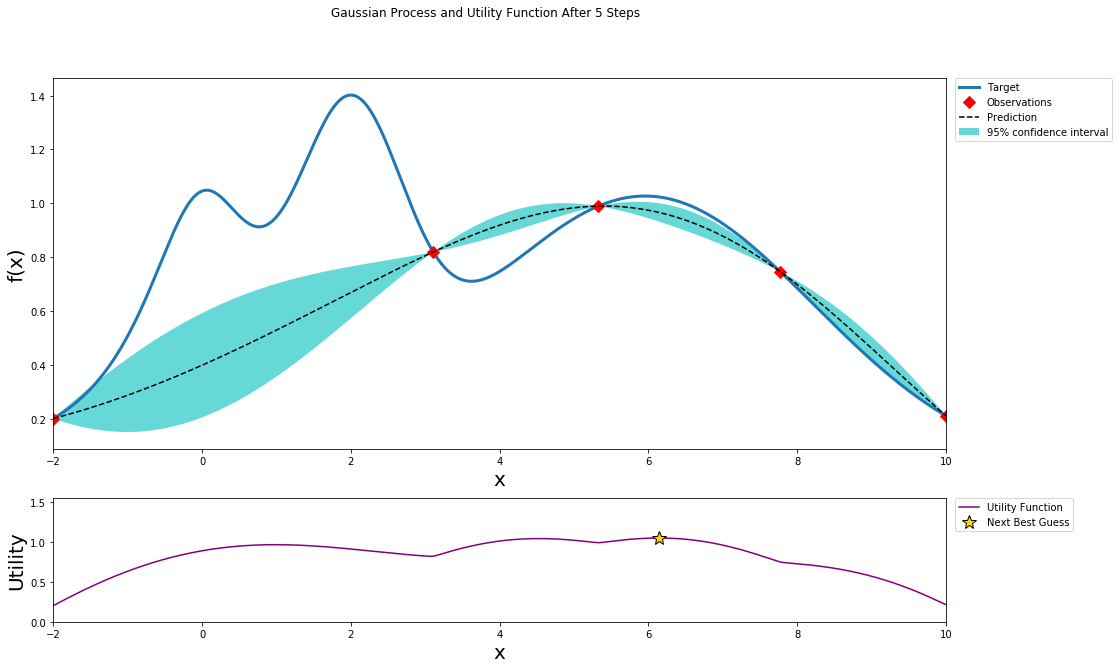 Gaussian Process and Utility Function After 5 Steps
Target
Observations
Prediction
95% confidence interval
f(x)
1.4
1.2
1.0
0.8
0.6
0.4
0.2
−2
0
2
4
6
8
10
x
Utility Function
Next Best Guess
Utility
1.5
1.0
0.5
0.0
−2
0
2
4
6
8
10
x